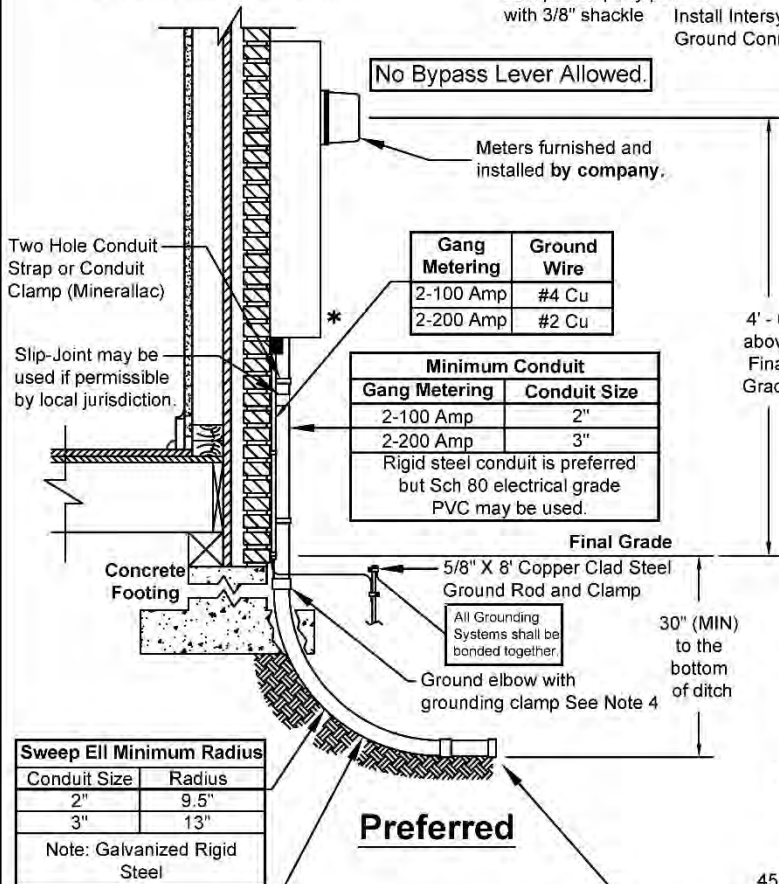 with 3/8" shackle
Install
Ground
No Bypass Lever Allowed.
Meters furnished and
installed by company.
Two Hole Conduit
Strap or Conduit
Clamp (Minerallac)
Gang Metering | Ground Wire
2-100 Amp | #4 Cu
2-200 Amp | #2 Cu
*
Slip-Joint may be
used if permissible
by local jurisdiction.
Minimum Conduit
Gang Metering | Conduit Size
2-100 Amp | 2"
2-200 Amp | 3"
Rigid steel conduit is preferred
but Sch 80 electrical grade
PVC may be used.
4' -
Final Grade
Concrete
Footing
5/8" X 8' Copper Clad Steel
Ground Rod and Clamp
All Grounding
Systems shall be
bonded together.
30" (MIN)
to the
bottom
of ditch
Ground elbow with
grounding clamp See Note 4
Sweep Ell Minimum Radius
Conduit Size | Radius
2" | 9.5"
3" | 13"
Note: Galvanized Rigid
Steel
Preferred
45